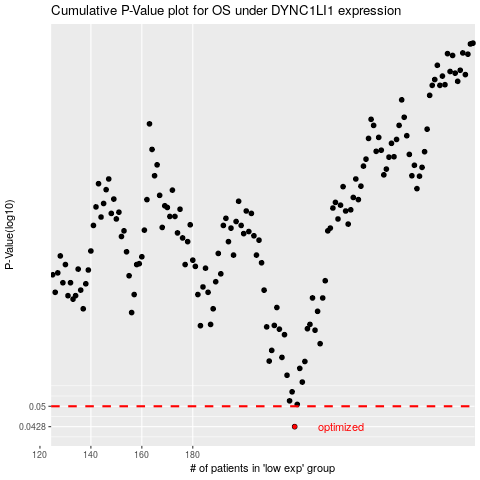 Cumulative P-Value plot for OS under DYNC1LI1 expression
P-Value(log10)
0.05
0.0428
optimized
120 140 160 180
# of patients in 'low exp' group